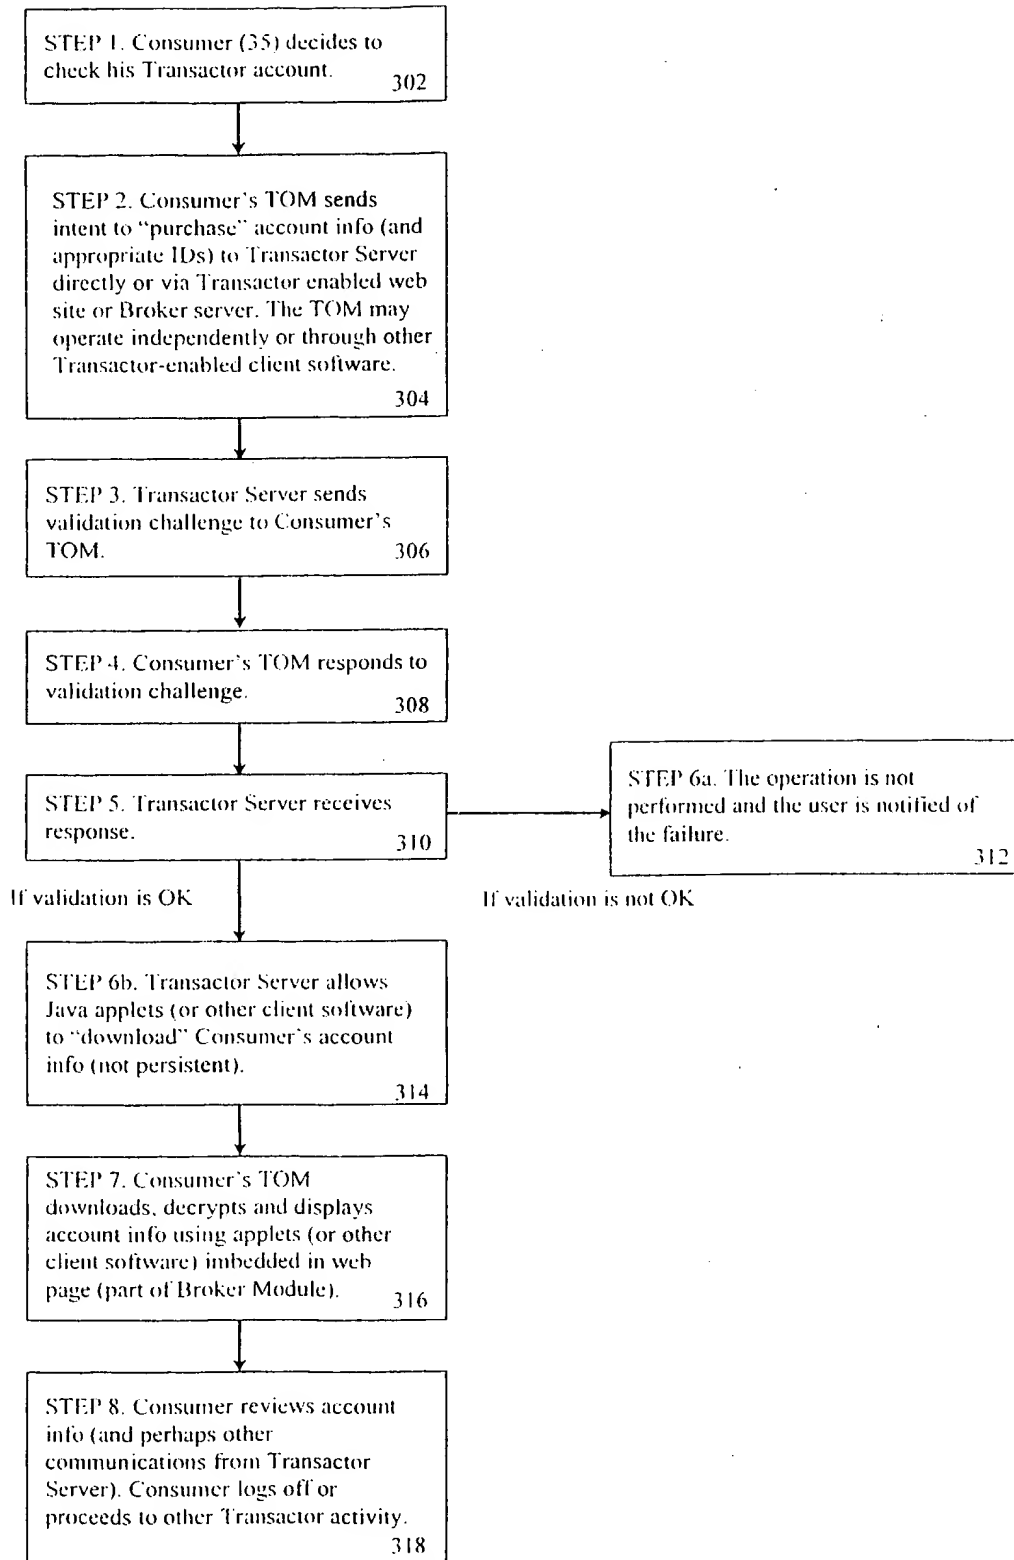 STEP 1. Consumer (35) decides to
check his Transactor account.
302
STEP 2. Consumer's TOM sends
intent to "purchase" account info (and
appropriate IDs) to Transactor Server
directly or via Transactor enabled web
site or Broker server. The TOM may
operate independently or through other
Transactor-enabled client software.
304
STEP 3. Transactor Server sends
validation challenge to Consumer's
TOM.
306
STEP 4. Consumer's TOM responds to
validation challenge.
308
STEP 5. Transactor Server receives
response.
310
STEP 6a. The operation is not
performed and the user is notified of
the failure.
312
If validation is OK
If validation is not OK
STEP 6b. Transactor Server allows
Java applets (or other client software)
to "download" Consumer's account
info (not persistent).
314
STEP 7. Consumer's TOM
downloads, decrypts and displays
account info using applets (or other
client software) imbedded in web
page (part of Broker Module).
316
STEP 8. Consumer reviews account
info (and perhaps other
communications from Transactor
Server). Consumer logs off or
proceeds to other Transactor activity.
318